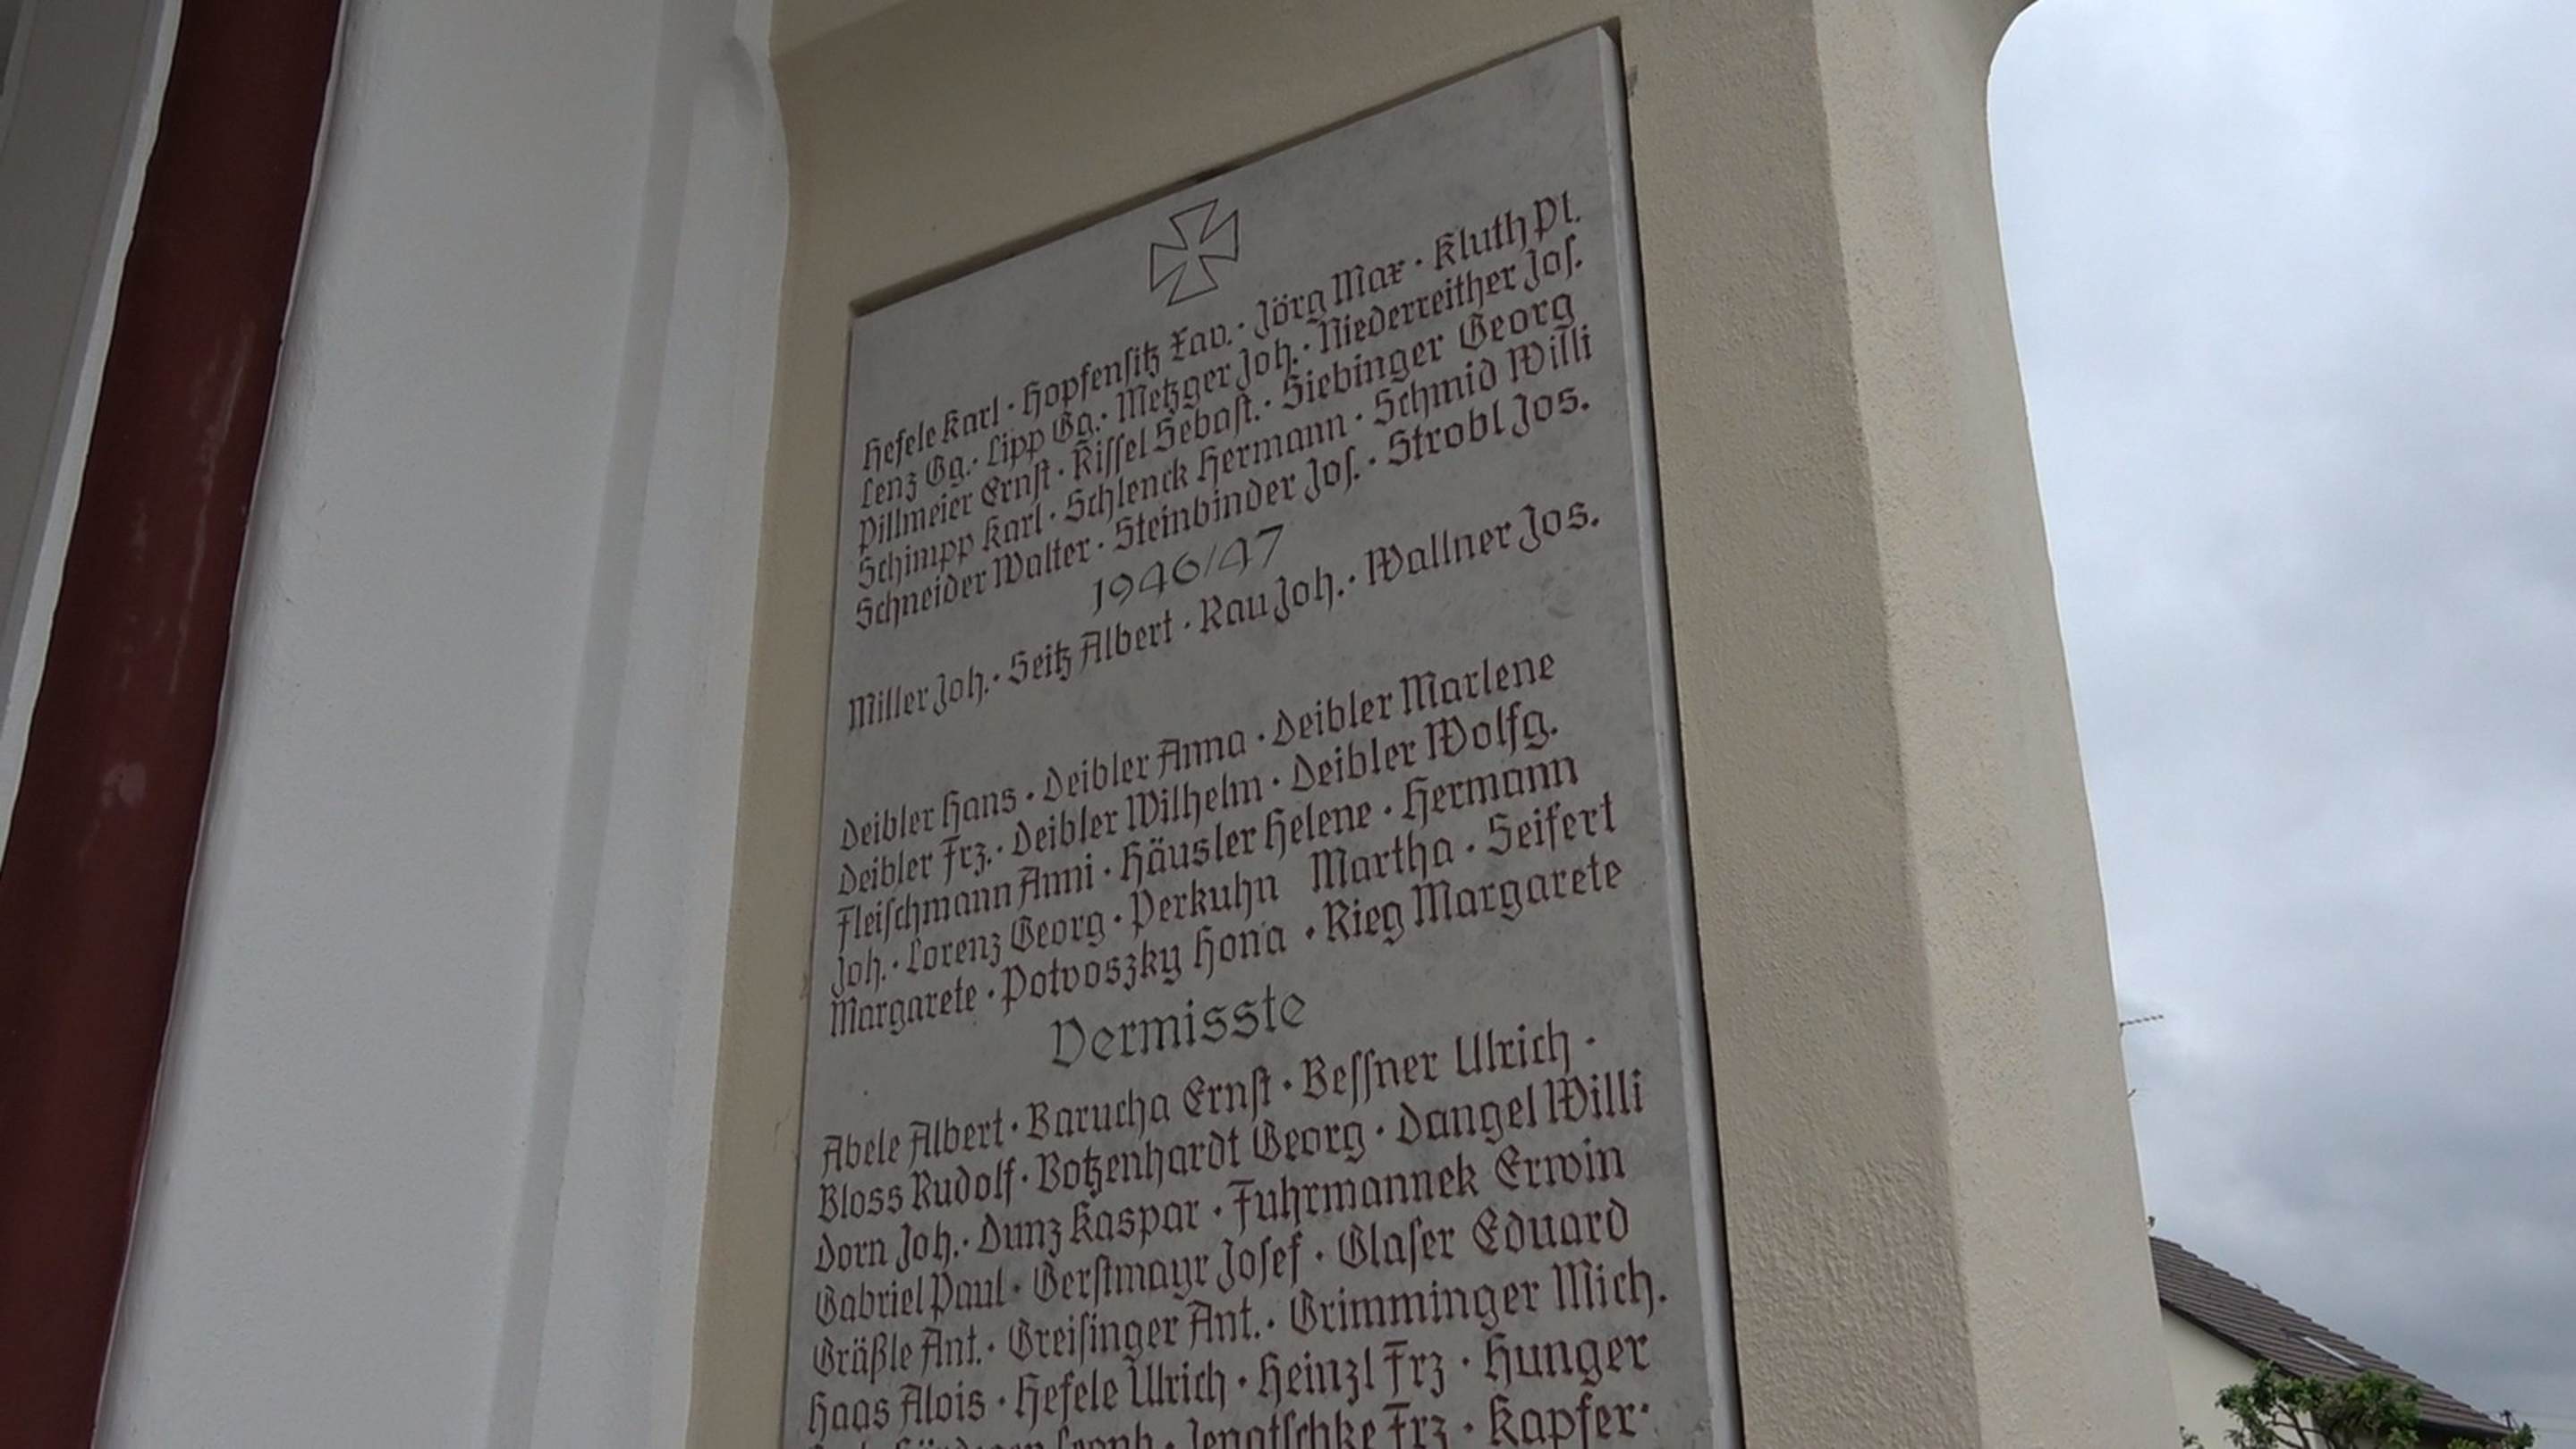 Hefele Karl · Hopfensitz Xav. · Jörg Max · Kluth Pl.
Lenz Gg. · Lipp Gg. · Metzger Joh. · Niederreither Joſ.
Pillmeier Ernſt · Riſſel Sebaſt. · Siebinger Georg
Schimpp Karl · Schlenck Hermann · Schmid Willi
Schneider Walter · Steinbinder Joſ. · Strobl Jos.
1946/47
Miller Joh. · Seitz Albert · Rau Joh. · Wallner Jos.
Deibler Hans · Deibler Anna · Deibler Marlene
Deibler Frz. · Deibler Wilhelm · Deibler Wolfg.
Fleiſchmann Anni · Häusler Helene · Hermann
Joh. · Lorenz Georg · Perkuhn Martha · Seifert
Margarete · Potvoszky Hona · Rieg Margarete
Vermisste
Abele Albert · Barucha Ernſt · Beſſner Ulrich ·
Bloss Rudolf · Botzenhardt Georg · Dangel Willi
Dorn Joh. · Dunz Kaspar · Fuhrmannek Erwin
Gabriel Paul · Gerſtmayr Joſef · Glaſer Eduard
Gräßle Ant. · Greiſinger Ant. · Grimminger Mich.
Haas Alois · Hefele Ulrich · Heinzl Frz · Hunger
Jenatſchke Frz · Kapfer